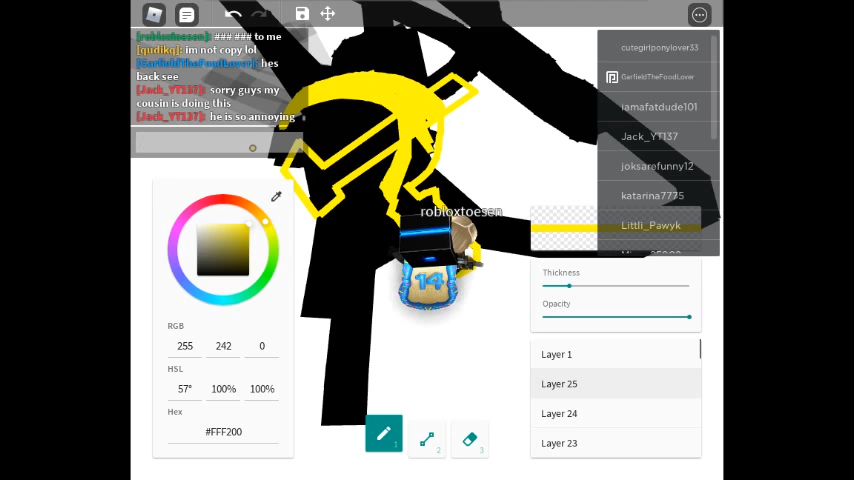 [robloxtoesen]: ### ### to me
[qudikq]: im not copy lol
[GarfieldTheFoodLover]: hes
back see
[Jack_YT137]: sorry guys my
cousin is doing this
[Jack_YT137]: he is so annoying
cutegirlponylover33
GarfieldTheFoodLover
iamafatdude101
Jack_YT137
joksarefunny12
katarina7775
Littli_Pawyk
robloxtoesen
14
RGB
255 242 0
HSL
57° 100% 100%
Hex
#FFF200
Thickness
Opacity
Layer 1
Layer 25
Layer 24
Layer 23
1
2
3